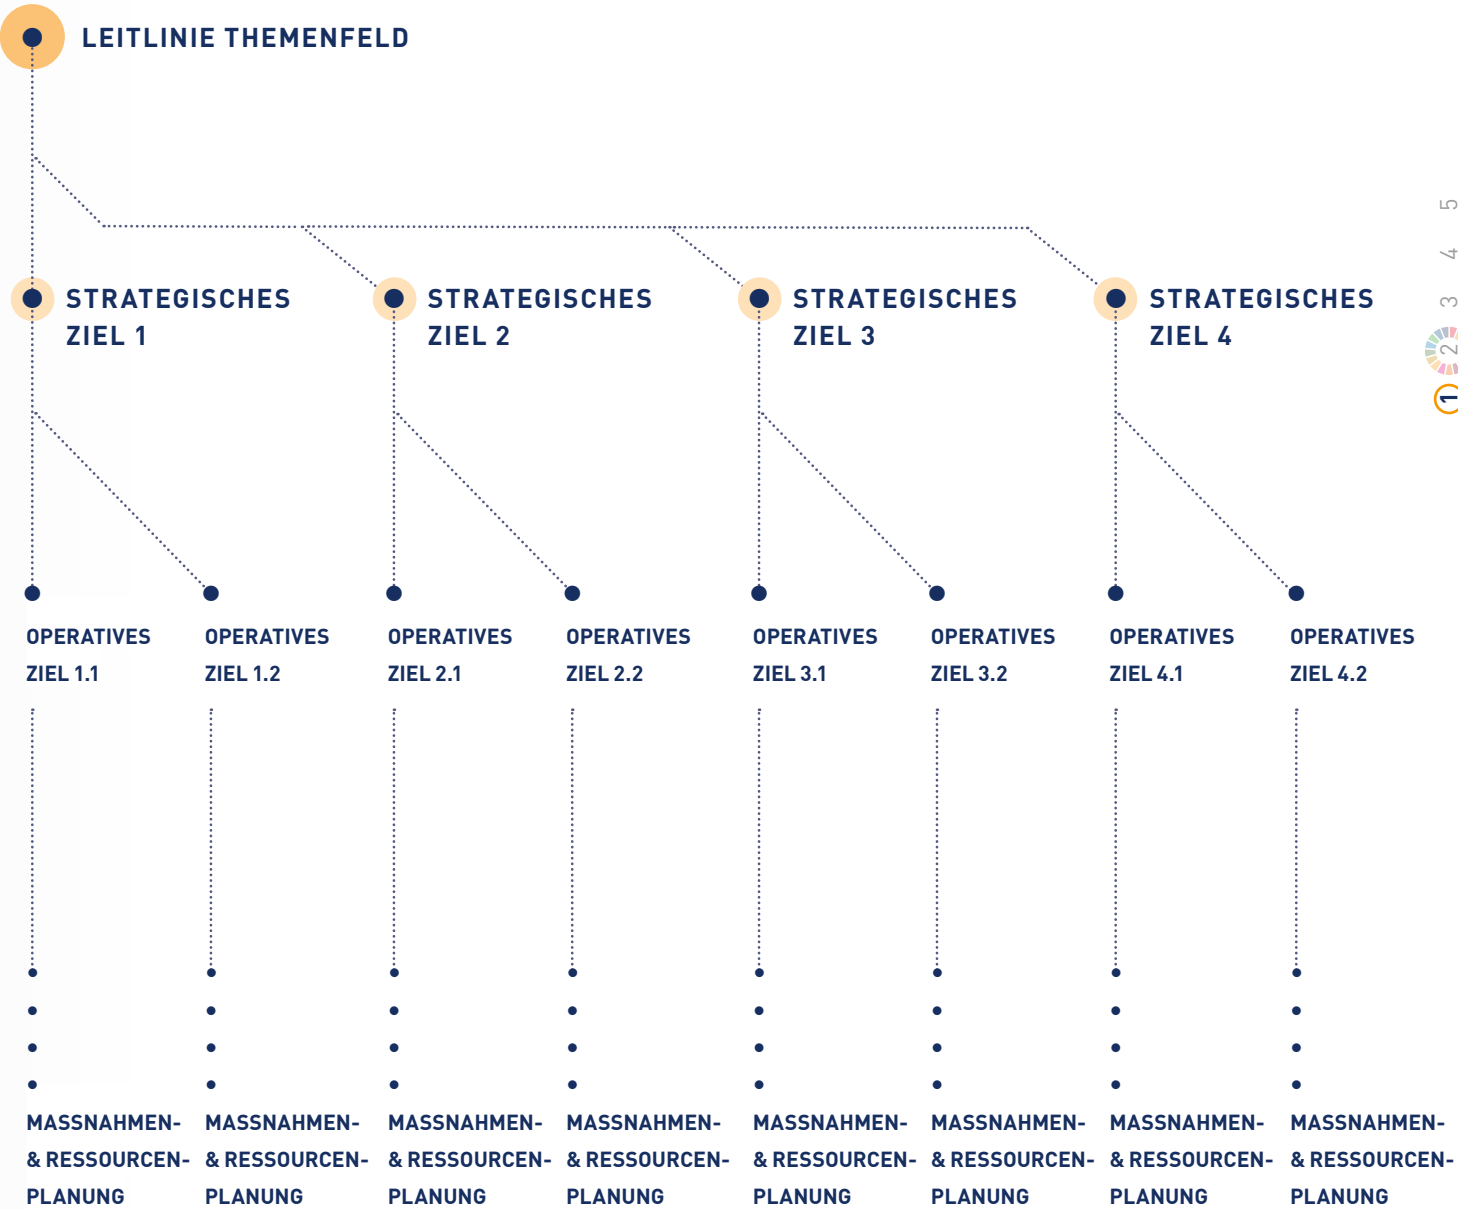 LEITLINIE THEMENFELD
STRATEGISCHES
ZIEL 1
STRATEGISCHES
ZIEL 2
STRATEGISCHES
ZIEL 3
STRATEGISCHES
ZIEL 4
5
4
3
2
1
OPERATIVES
ZIEL 1.1
OPERATIVES
ZIEL 1.2
OPERATIVES
ZIEL 2.1
OPERATIVES
ZIEL 2.2
OPERATIVES
ZIEL 3.1
OPERATIVES
ZIEL 3.2
OPERATIVES
ZIEL 4.1
OPERATIVES
ZIEL 4.2
MASSNAHMEN-
& RESSOURCEN-
PLANUNG
MASSNAHMEN-
& RESSOURCEN-
PLANUNG
MASSNAHMEN-
& RESSOURCEN-
PLANUNG
MASSNAHMEN-
& RESSOURCEN-
PLANUNG
MASSNAHMEN-
& RESSOURCEN-
PLANUNG
MASSNAHMEN-
& RESSOURCEN-
PLANUNG
MASSNAHMEN-
& RESSOURCEN-
PLANUNG
MASSNAHMEN-
& RESSOURCEN-
PLANUNG